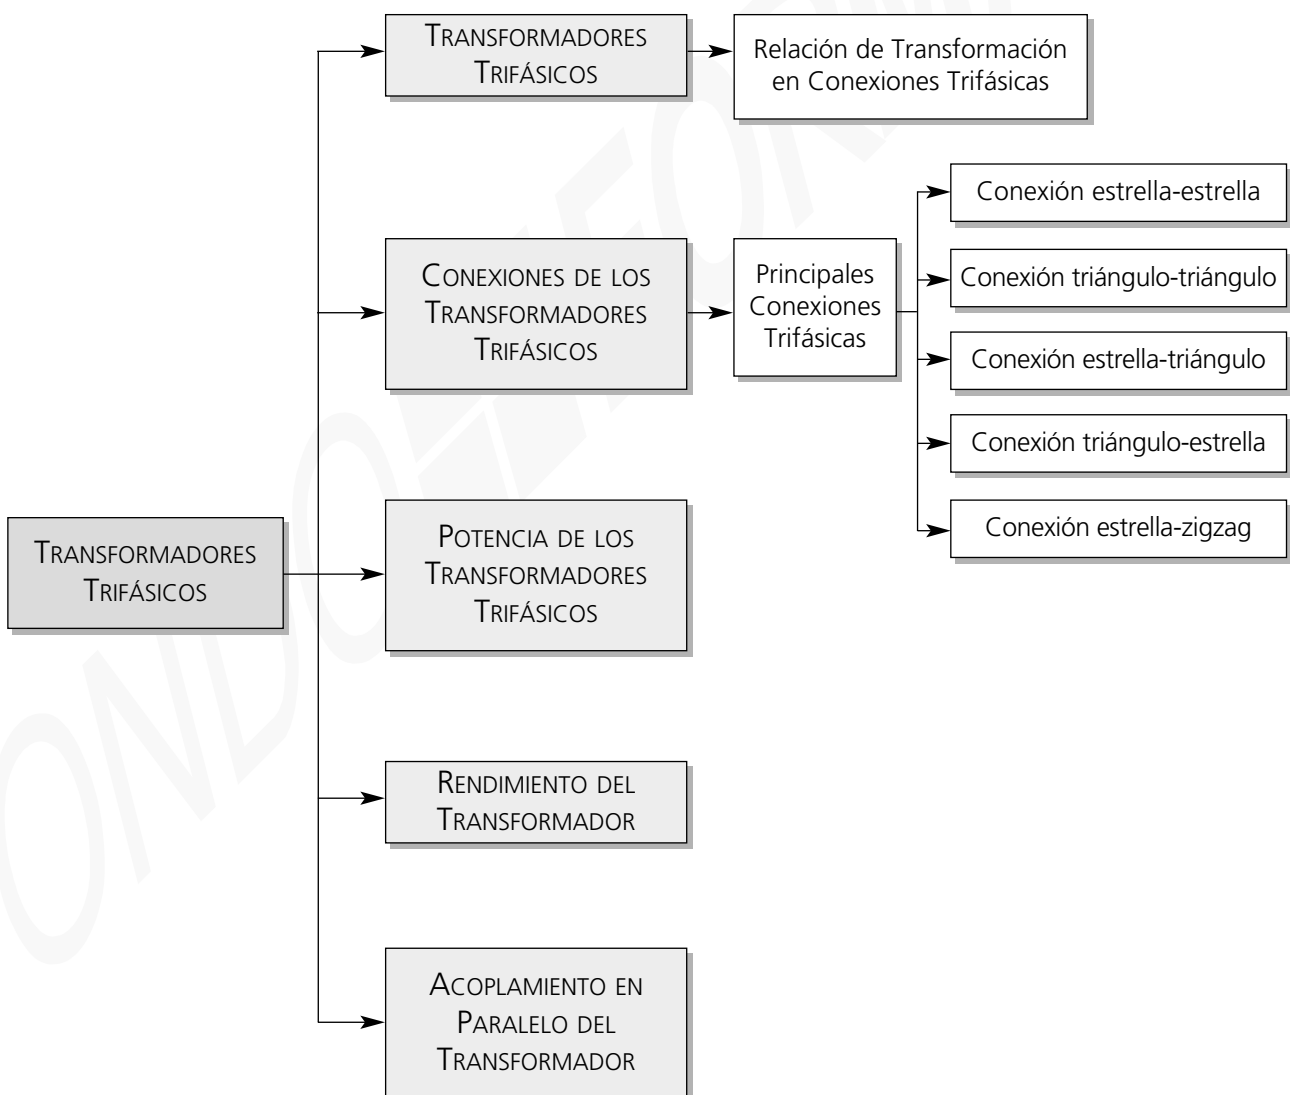 TRANSFORMADORES
TRIFÁSICOS
TRANSFORMADORES
TRIFÁSICOS
Relación de Transformación
en Conexiones Trifásicas
CONEXIONES DE LOS
TRANSFORMADORES
TRIFÁSICOS
Principales
Conexiones
Trifásicas
Conexión estrella-estrella
Conexión triángulo-triángulo
Conexión estrella-triángulo
Conexión triángulo-estrella
Conexión estrella-zigzag
POTENCIA DE LOS
TRANSFORMADORES
TRIFÁSICOS
RENDIMIENTO DEL
TRANSFORMADOR
ACOPLAMIENTO EN
PARALELO DEL
TRANSFORMADOR